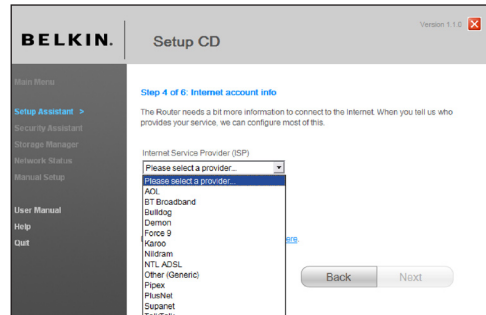 Version 1.1.0
BELKIN.
Setup CD
Main Menu
Setup Assistant >
Security Assistant
Storage Manager
Network Status
Manual Setup
User Manual
Help
Quit
Step 4 of 6: Internet account info
The Router needs a bit more information to connect to the Internet. When you tell us who
provides your service, we can configure most of this.
Internet Service Provider (ISP)
Please select a provider...
Please select a provider...
AOL
BT Broadband
Bulldog
Demon
Force 9
Karoo
Nildram
NTL ADSL
Other (Generic)
Pipex
PlusNet
Supanet
Back
Next